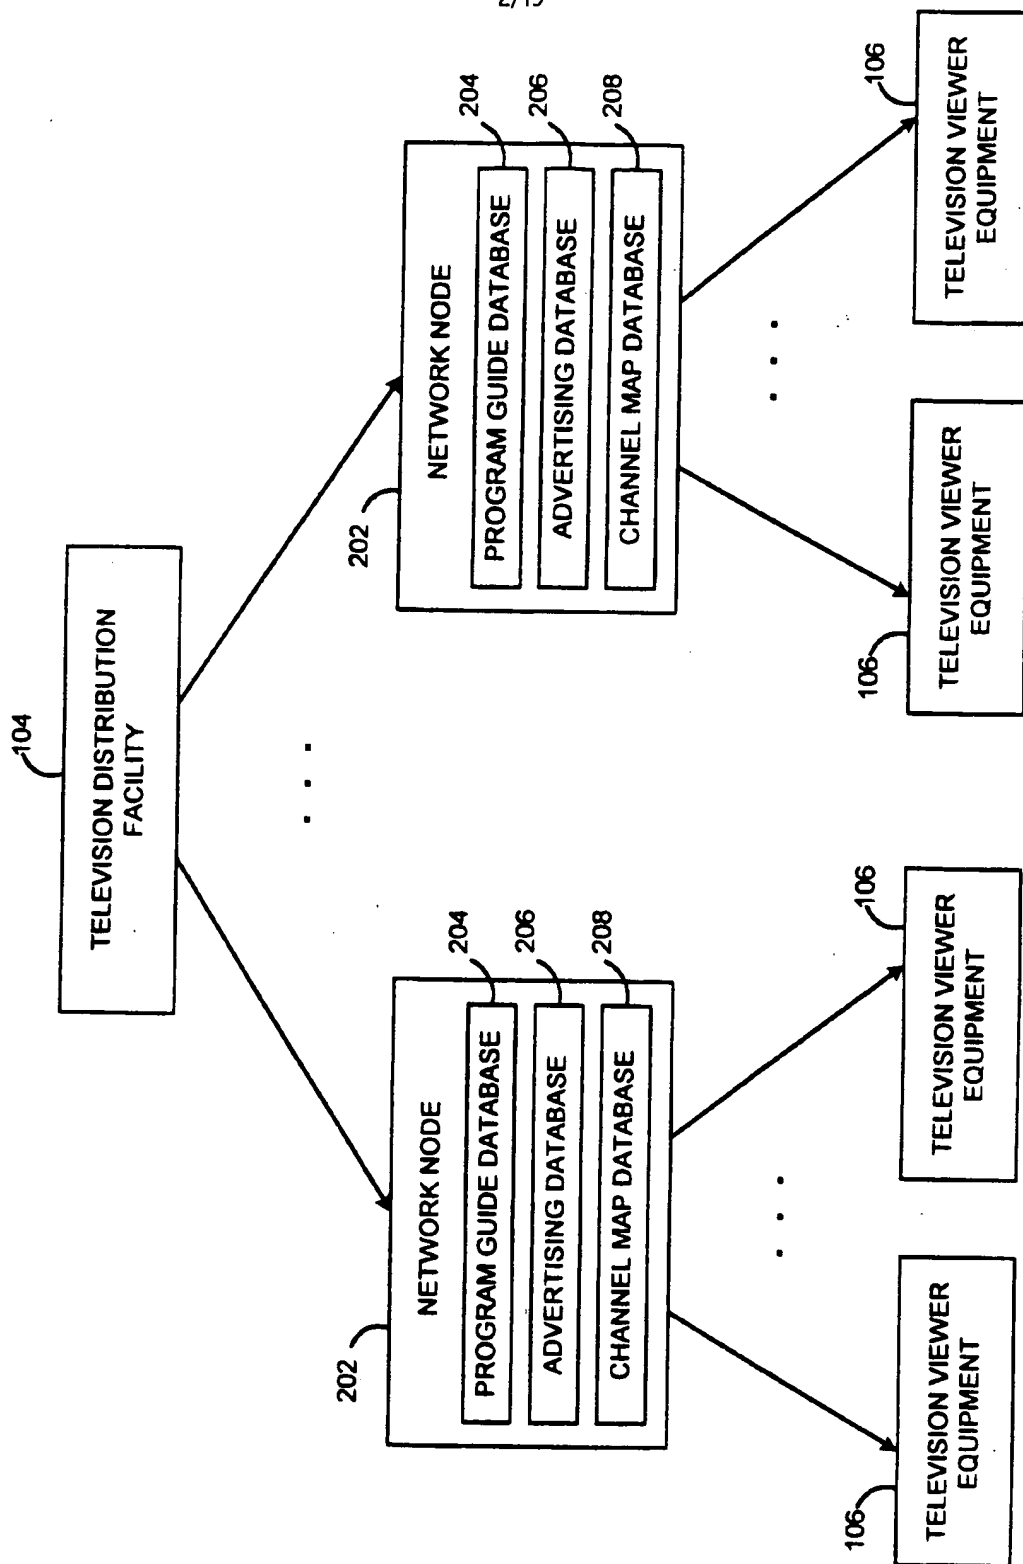 2/19
104
TELEVISION DISTRIBUTION
FACILITY
202
NETWORK NODE
PROGRAM GUIDE DATABASE
204
ADVERTISING DATABASE
206
CHANNEL MAP DATABASE
208
202
NETWORK NODE
PROGRAM GUIDE DATABASE
204
ADVERTISING DATABASE
206
CHANNEL MAP DATABASE
208
. . .
106
TELEVISION VIEWER
EQUIPMENT
. . .
106
TELEVISION VIEWER
EQUIPMENT
106
TELEVISION VIEWER
EQUIPMENT
. . .
106
TELEVISION VIEWER
EQUIPMENT